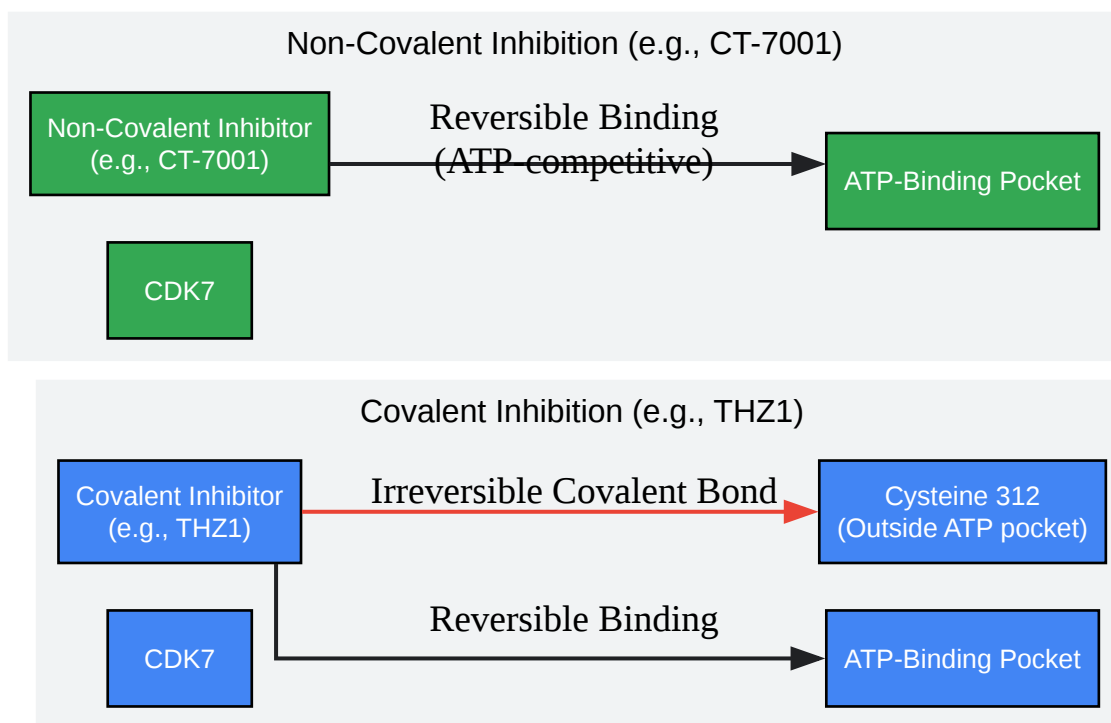 Non-Covalent Inhibition (e.g., CT-7001)
Non-Covalent Inhibitor
(e.g., CT-7001)
Reversible Binding
(ATP-competitive)
ATP-Binding Pocket
CDK7
Covalent Inhibition (e.g., THZ1)
Covalent Inhibitor
(e.g., THZ1)
Irreversible Covalent Bond
Cysteine 312
(Outside ATP pocket)
CDK7
Reversible Binding
ATP-Binding Pocket